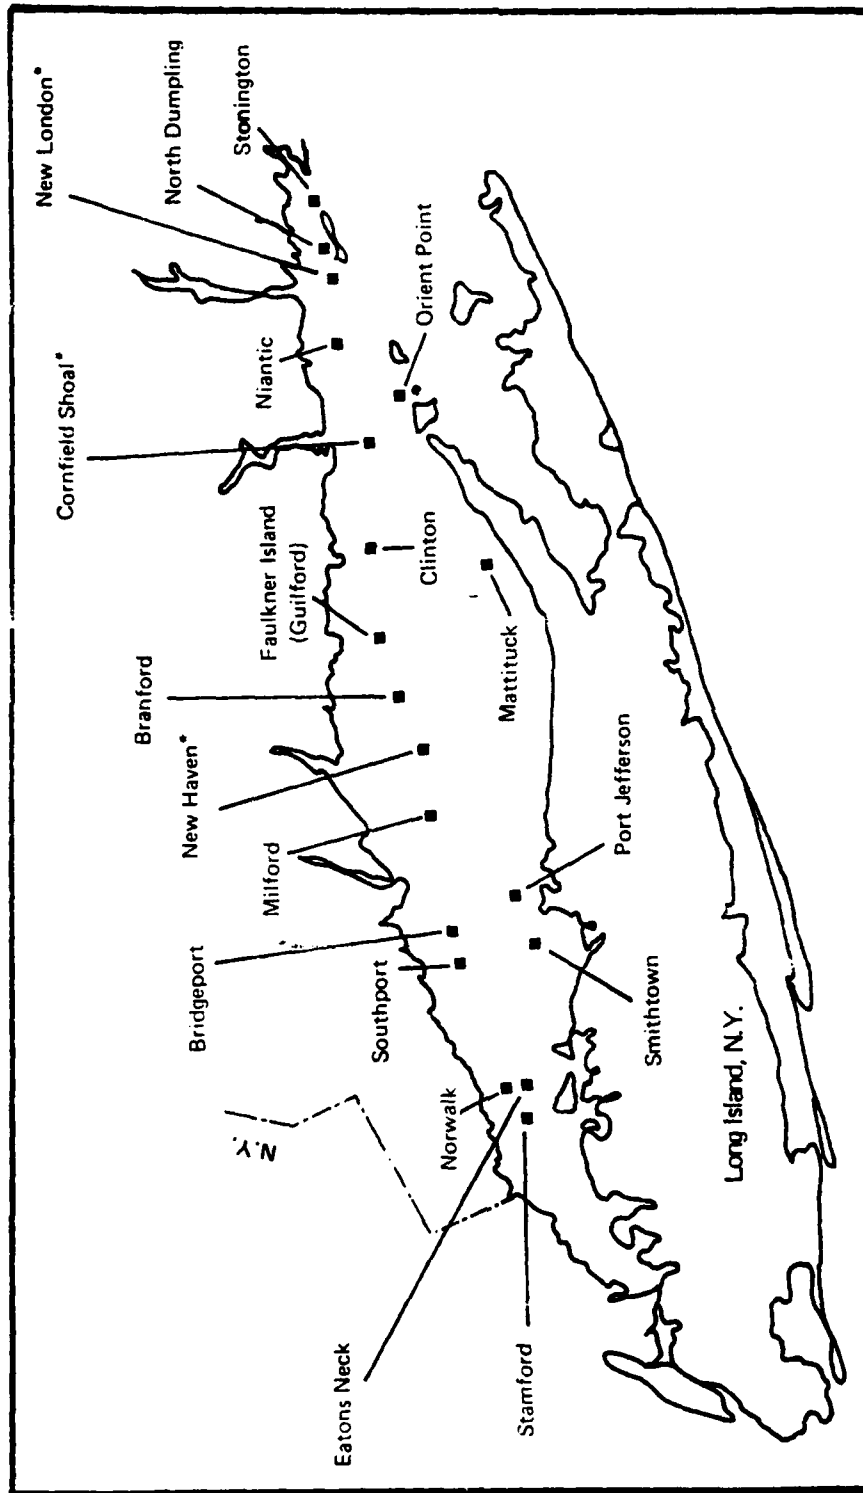 New London*
North Dumpling
Stonington
Cornfield Shoal*
Niantic
Orient Point
Faulkner Island
(Guilford)
Clinton
Branford
Mattituck
New Haven*
Milford
Port Jefferson
Bridgeport
Southport
Smithtown
N.Y.
Norwalk
Long Island, N.Y.
Eatons Neck
Stamford